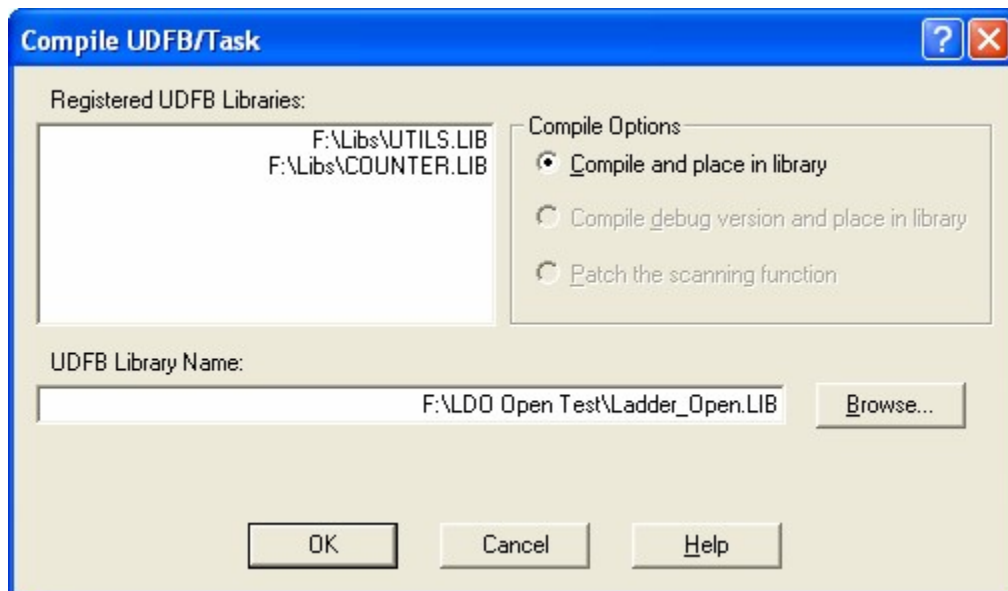 Compile UDFB/Task
Registered UDFB Libraries:
F:\Libs\UTILS.LIB
F:\Libs\COUNTER.LIB
Compile Options
Compile and place in library
Compile debug version and place in library
Patch the scanning function
UDFB Library Name:
F:\LDO Open Test\Ladder_Open.LIB
Browse...
OK
Cancel
Help